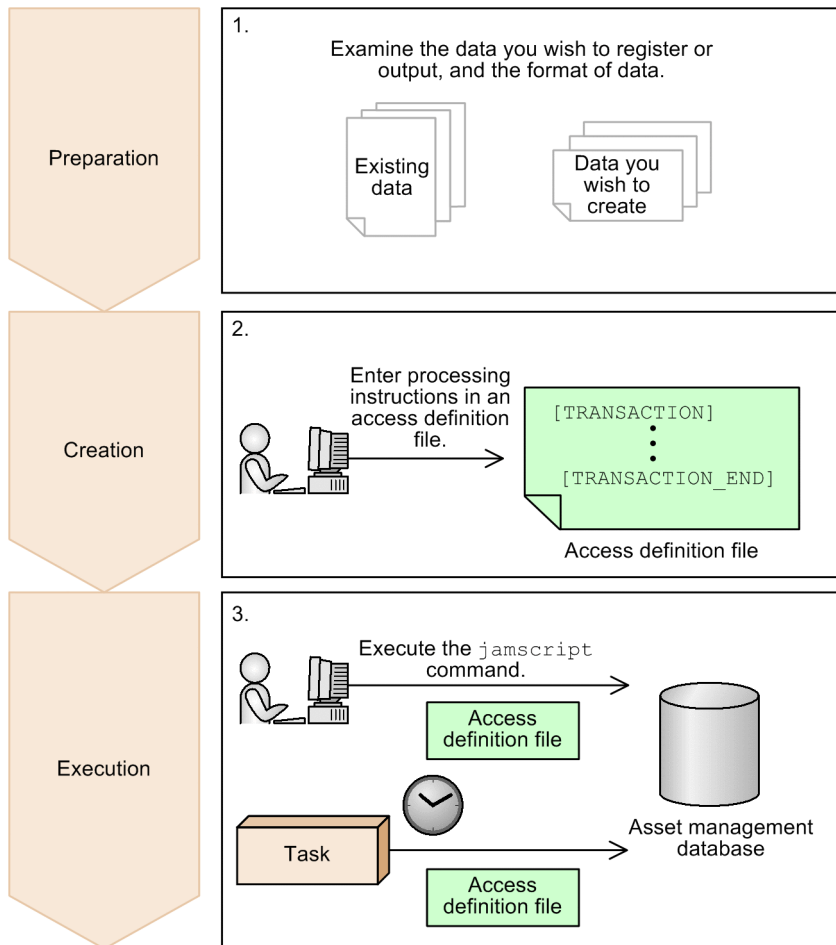 Preparation
1.
Examine the data you wish to register or
output, and the format of data.
Existing
data
Data you
wish to
create
Creation
2.
Enter processing
instructions in an
access definition
file.
[TRANSACTION]
[TRANSACTION_END]
Access definition file
Execution
3.
Execute the jamscript
command.
Access
definition file
Task
Access
definition file
Asset management
database